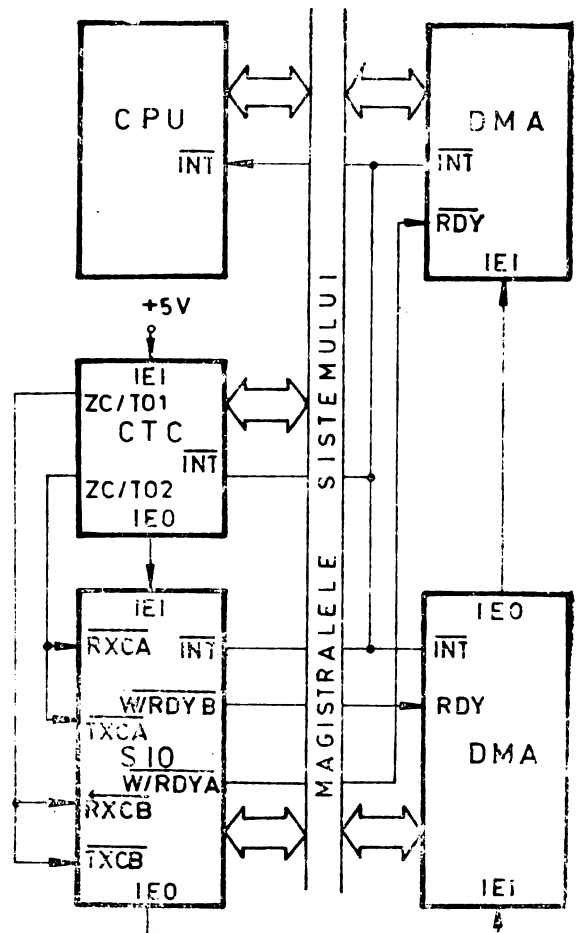 CPU
INT
DMA
INT
RDY
IEI
+5V
IEI
ZC/TO1
CTC
INT
ZC/TO2
IEO
MAGISTRALELE SISTEMULUI
IEI
RXCA
INT
W/RDYB
TXCA
SIO
W/RDYA
RXCB
TXCB
IEO
IEO
INT
RDY
DMA
IEI